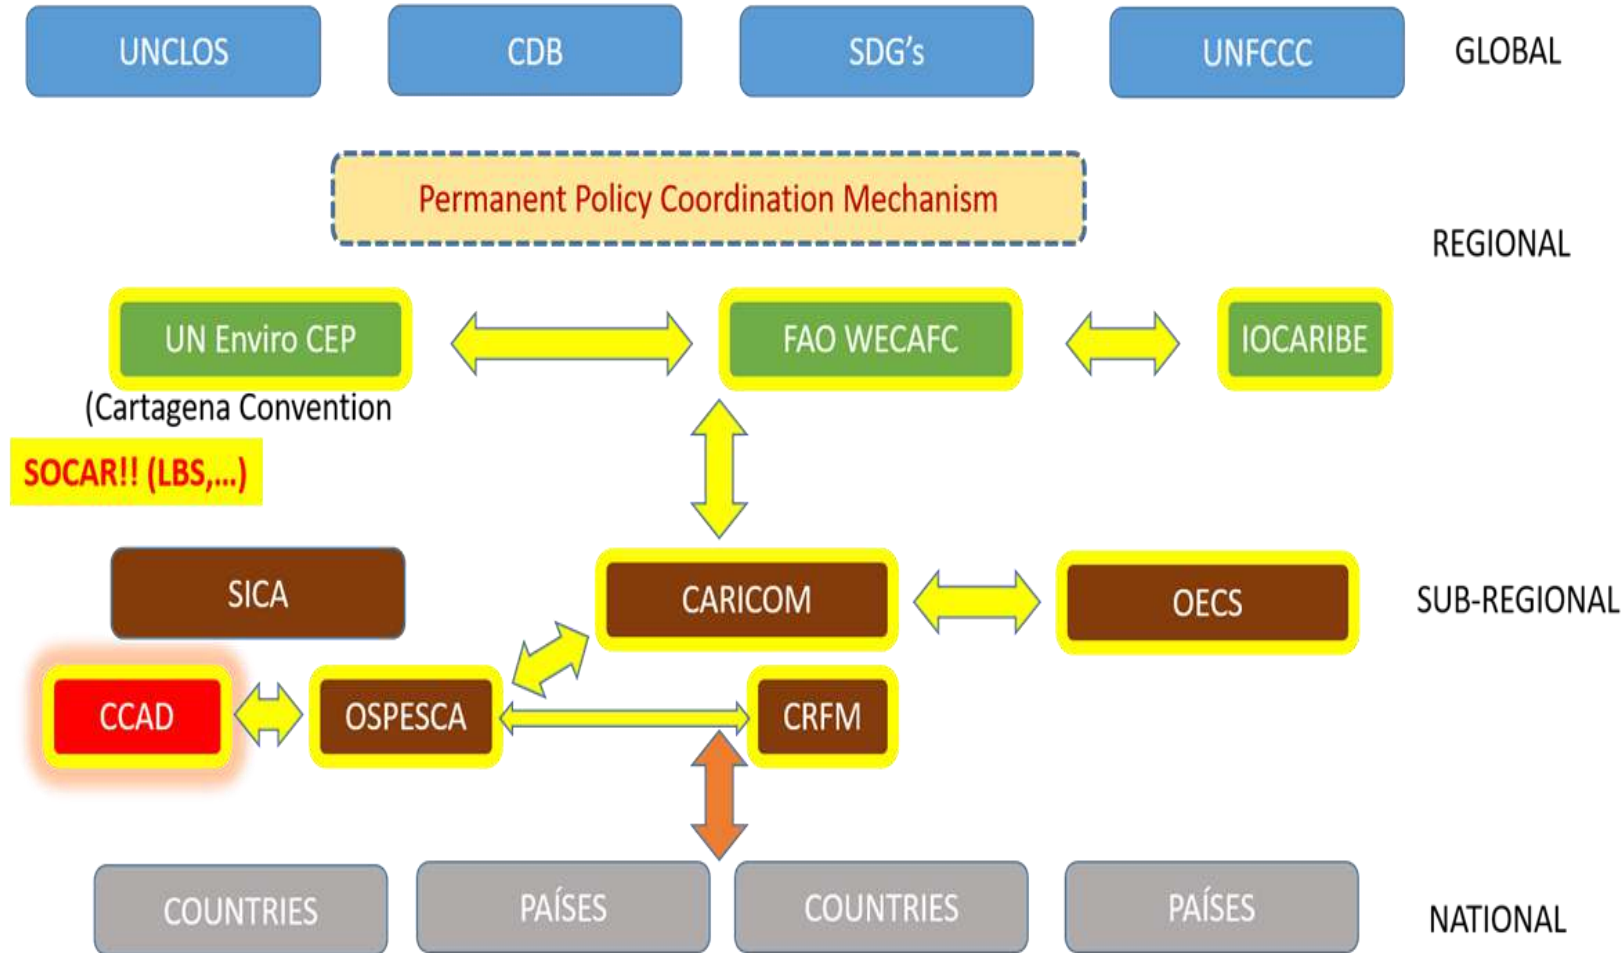 UNCLOS
CDB
SDG's
UNFCCC
GLOBAL
Permanent Policy Coordination Mechanism
REGIONAL
UN Enviro CEP
FAO WECAFC
IOCARIBE
(Cartagena Convention
SOCAR!! (LBS,...)
SICA
CARICOM
OECS
SUB-REGIONAL
CCAD
OSPESCA
CRFM
COUNTRIES
PAÍSES
COUNTRIES
PAÍSES
NATIONAL